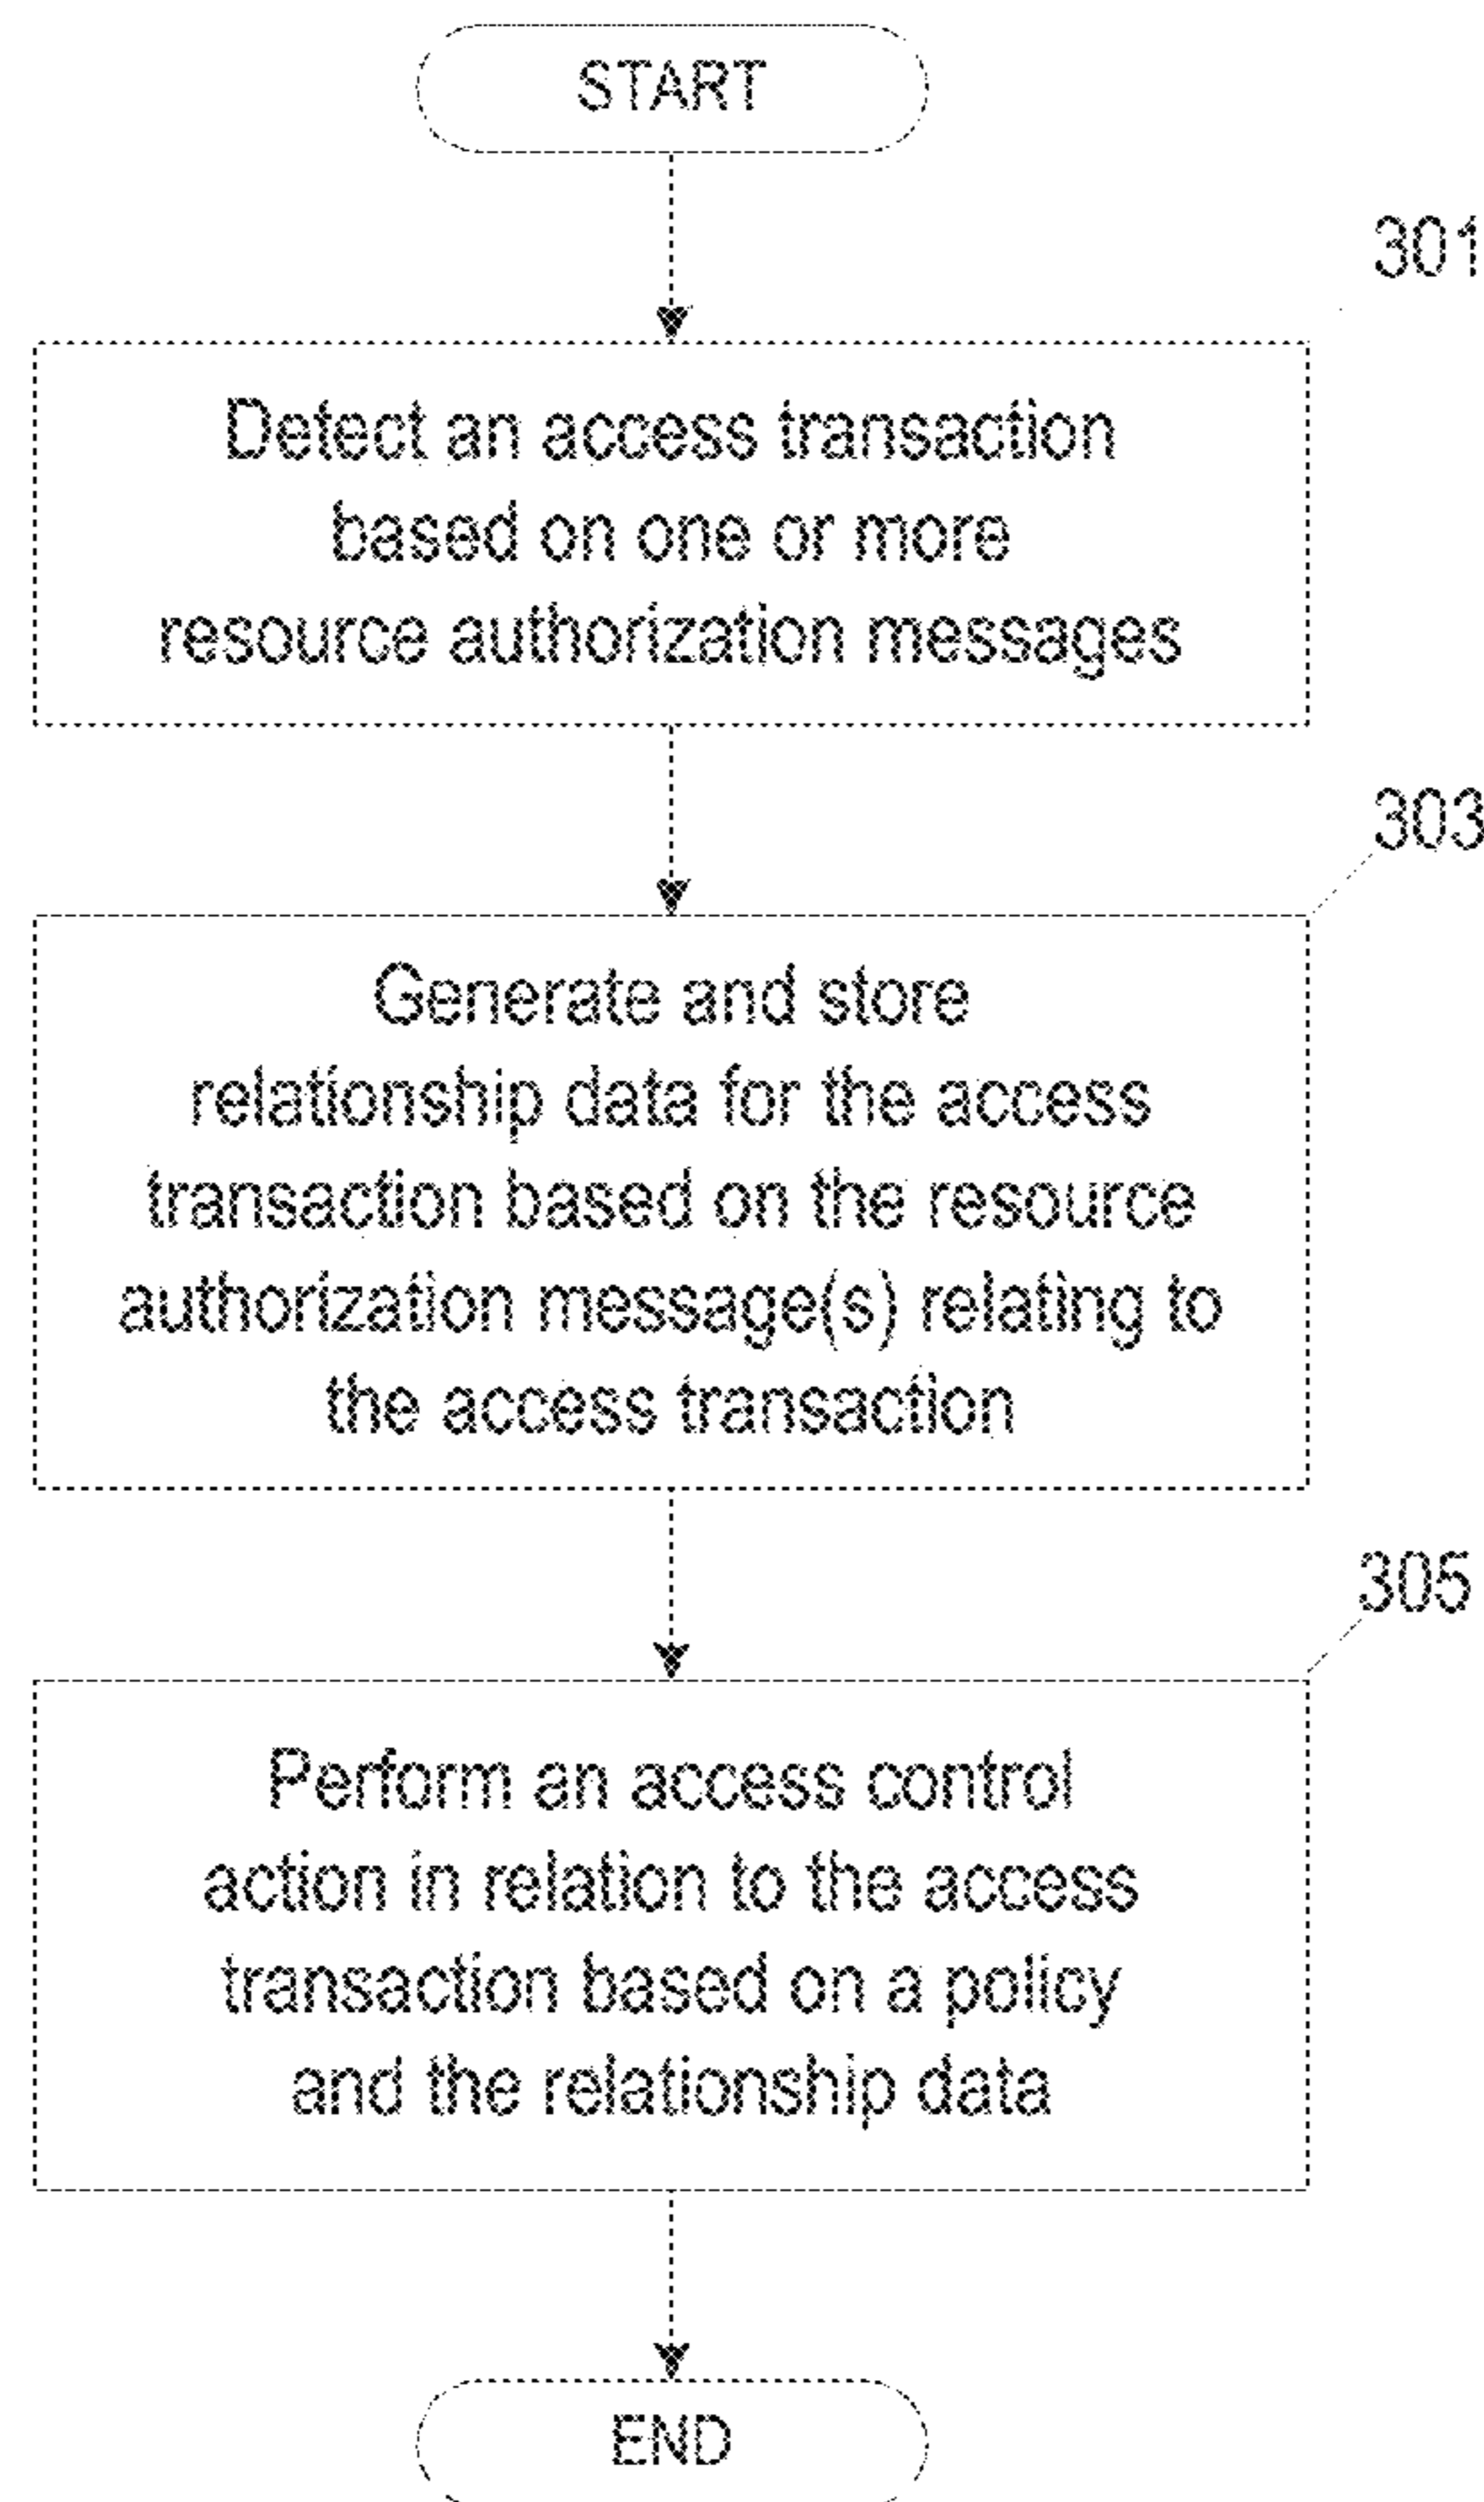 START
301
Detect an access transaction
based on one or more
resource authorization messages
303
Generate and store
relationship data for the access
transaction based on the resource
authorization message(s) relating to
the access transaction
305
Perform an access control
action in relation to the access
transaction based on a policy
and the relationship data
END